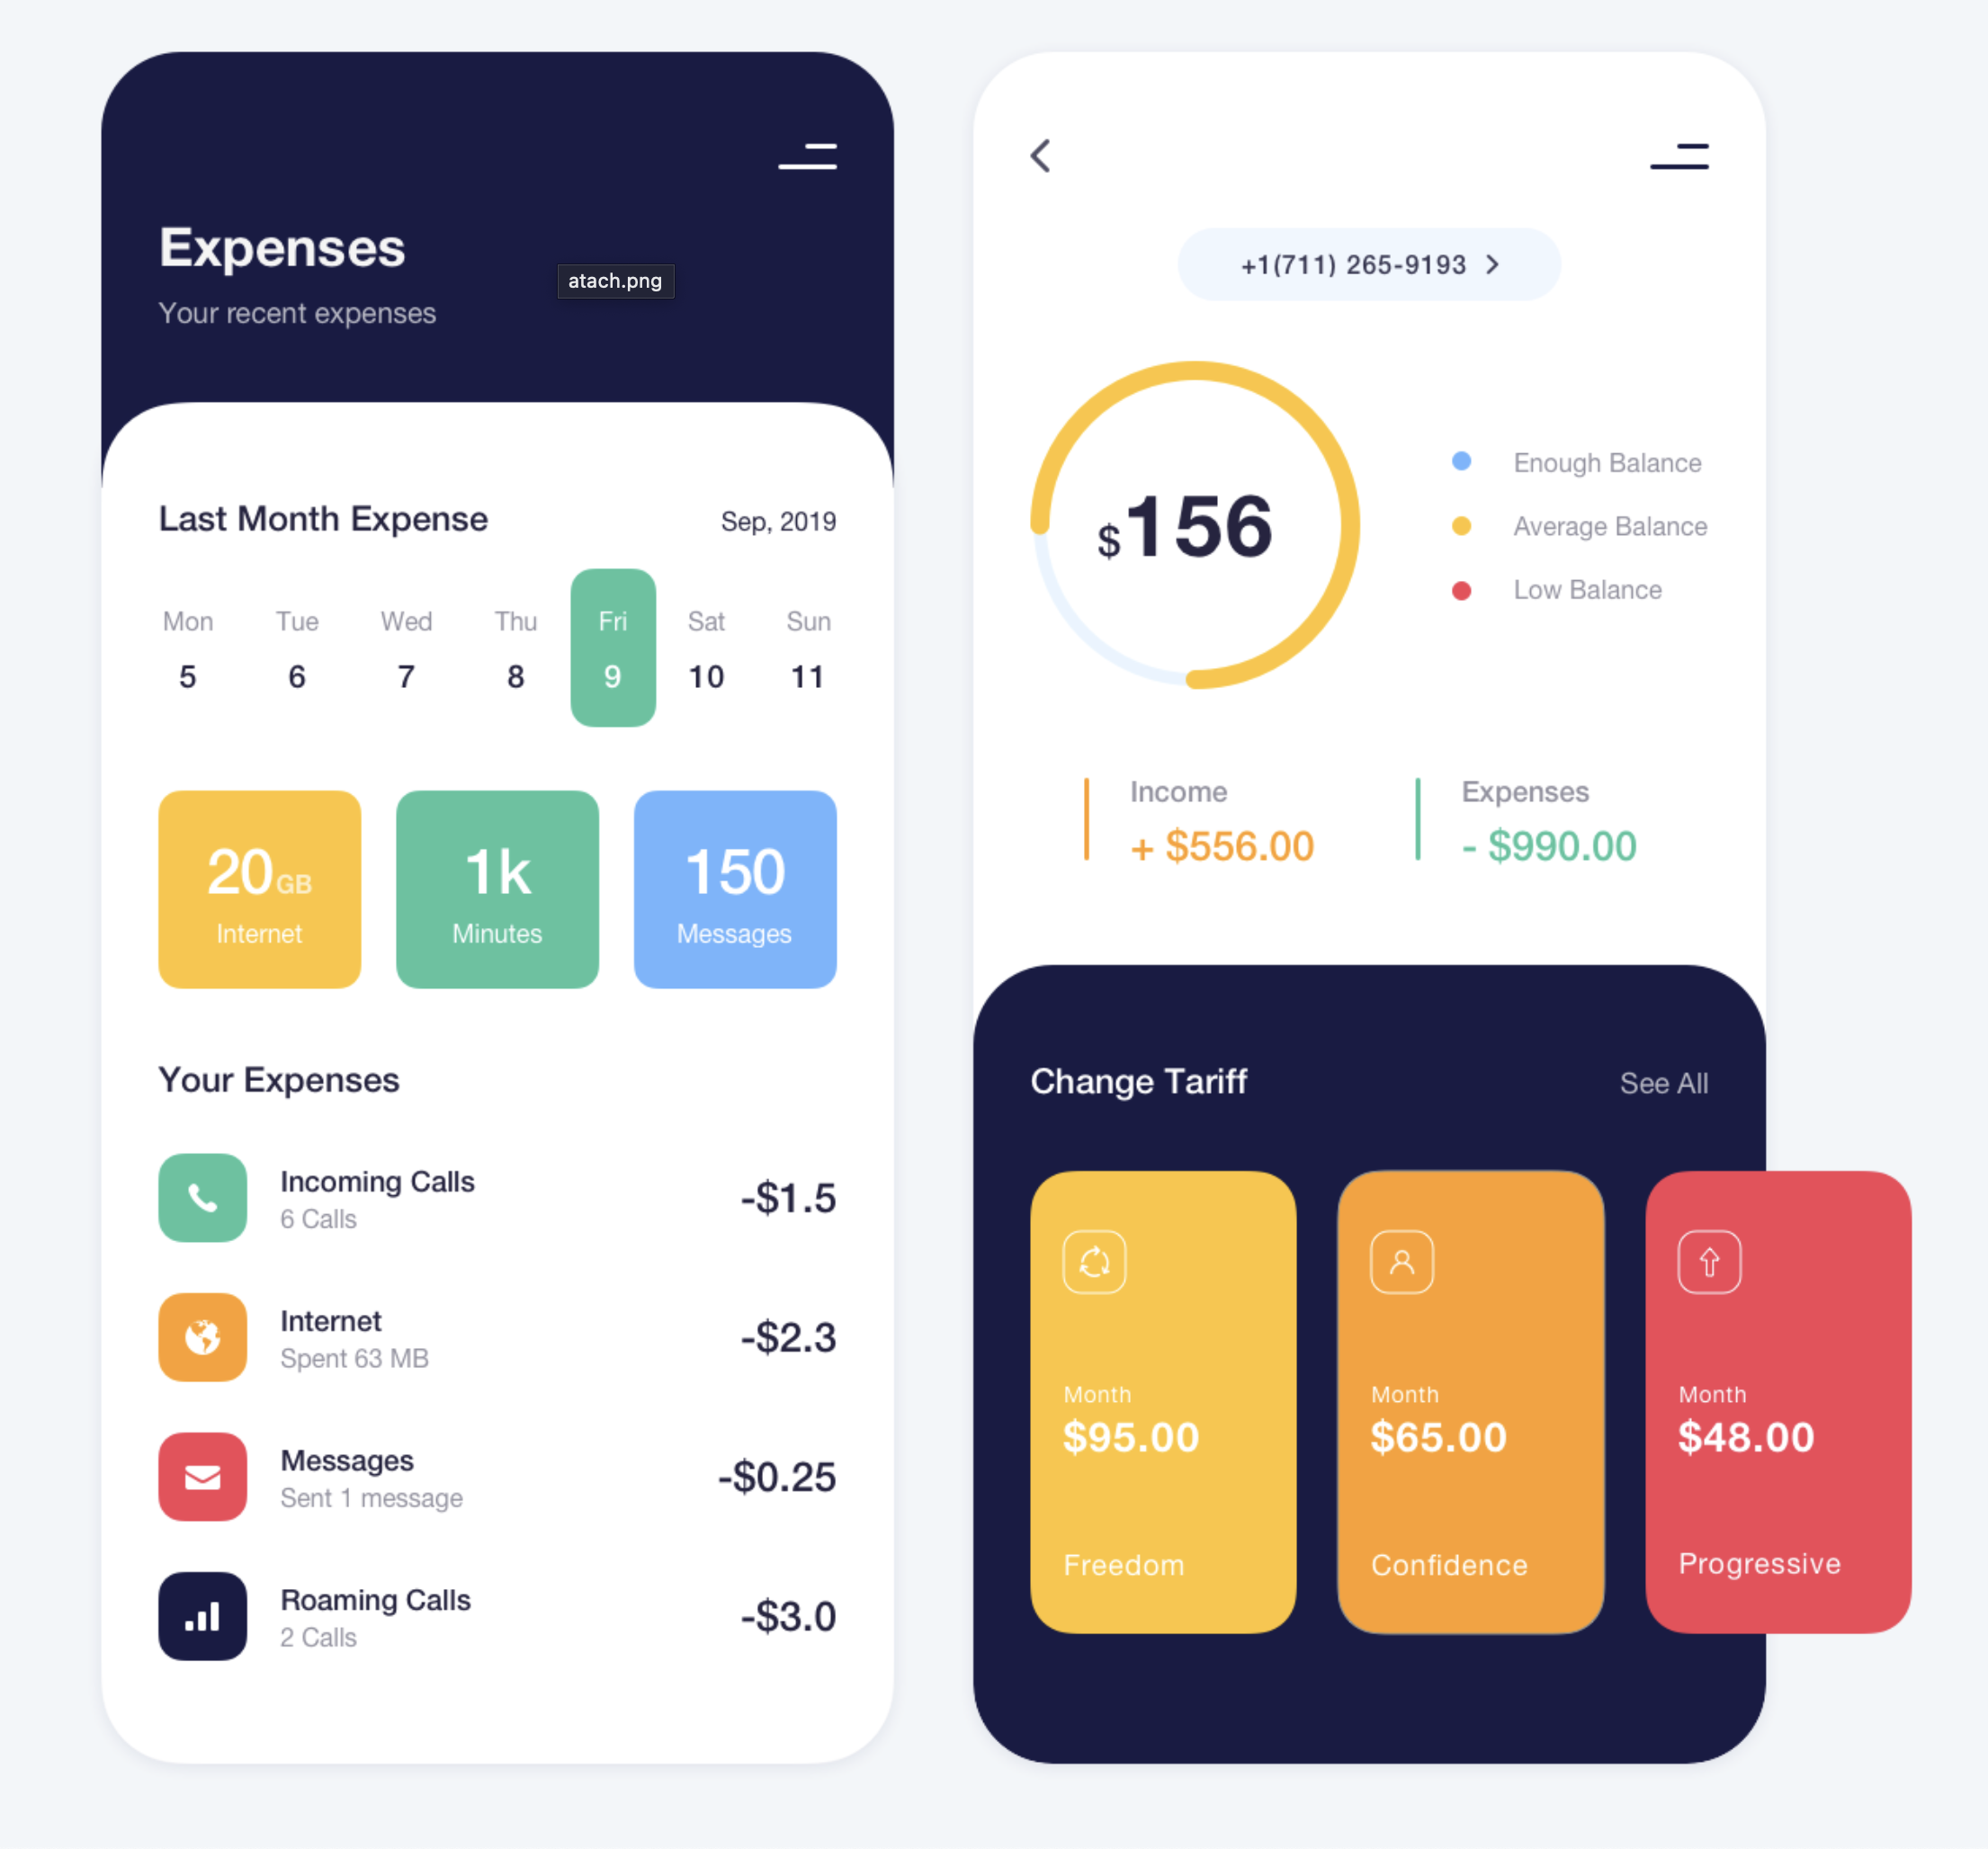 Expenses
atach.png
Your recent expenses
Last Month Expense
Sep, 2019
Mon Tue Wed Thu Fri Sat Sun
5 6 7 8 9 10 11
20GB
Internet
1k
Minutes
150
Messages
Your Expenses
Incoming Calls
6 Calls
-$1.5
Internet
Spent 63 MB
-$2.3
Messages
Sent 1 message
-$0.25
Roaming Calls
2 Calls
-$3.0
+1(711) 265-9193
$156
Enough Balance
Average Balance
Low Balance
Income
+ $556.00
Expenses
- $990.00
Change Tariff
See All
Month
$95.00
Freedom
Month
$65.00
Confidence
Month
$48.00
Progressive